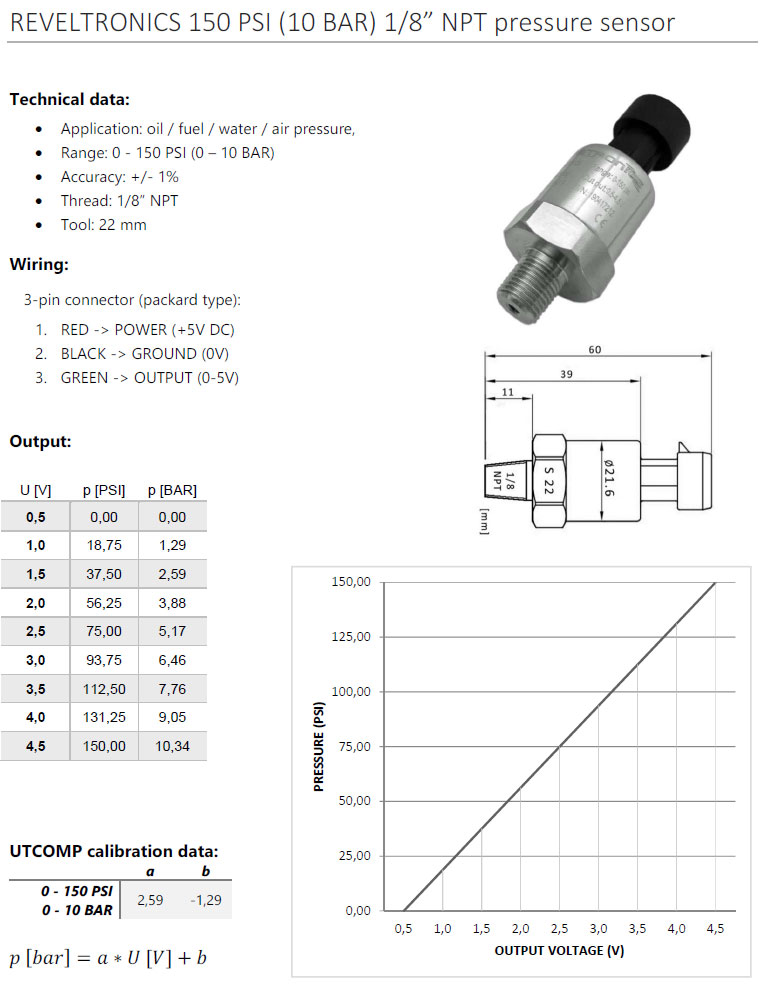 REVELTRONICS 150 PSI (10 BAR) 1/8” NPT pressure sensor
Technical data:
• Application: oil / fuel / water / air pressure,
• Range: 0 - 150 PSI (0 – 10 BAR)
• Accuracy: +/- 1%
• Thread: 1/8” NPT
• Tool: 22 mm
Wiring:
3-pin connector (packard type):
1. RED -> POWER (+5V DC)
2. BLACK -> GROUND (0V)
3. GREEN -> OUTPUT (0-5V)
60
39
11
1/8
NPT
S 22
Ø21.6
[mm]
Output:
U [V] p [PSI] p [BAR]
0,5 0,00 0,00
1,0 18,75 1,29
1,5 37,50 2,59
2,0 56,25 3,88
2,5 75,00 5,17
3,0 93,75 6,46
3,5 112,50 7,76
4,0 131,25 9,05
4,5 150,00 10,34
UTCOMP calibration data:
a b
0 - 150 PSI
0 - 10 BAR
2,59 -1,29
p [bar] = a ∗ U [V] + b
PRESSURE (PSI)
150,00
125,00
100,00
75,00
50,00
25,00
0,00
0,5 1,0 1,5 2,0 2,5 3,0 3,5 4,0 4,5
OUTPUT VOLTAGE (V)